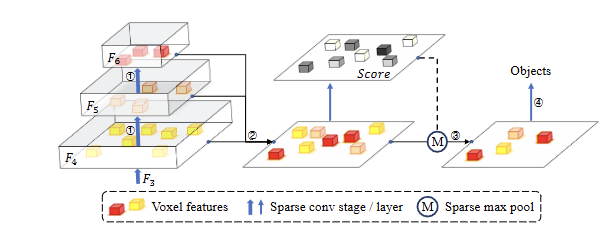 F6
①
F5
①
F4
F3
②
Score
M
③
Objects
④
Voxel features
Sparse conv stage / layer
M Sparse max pool